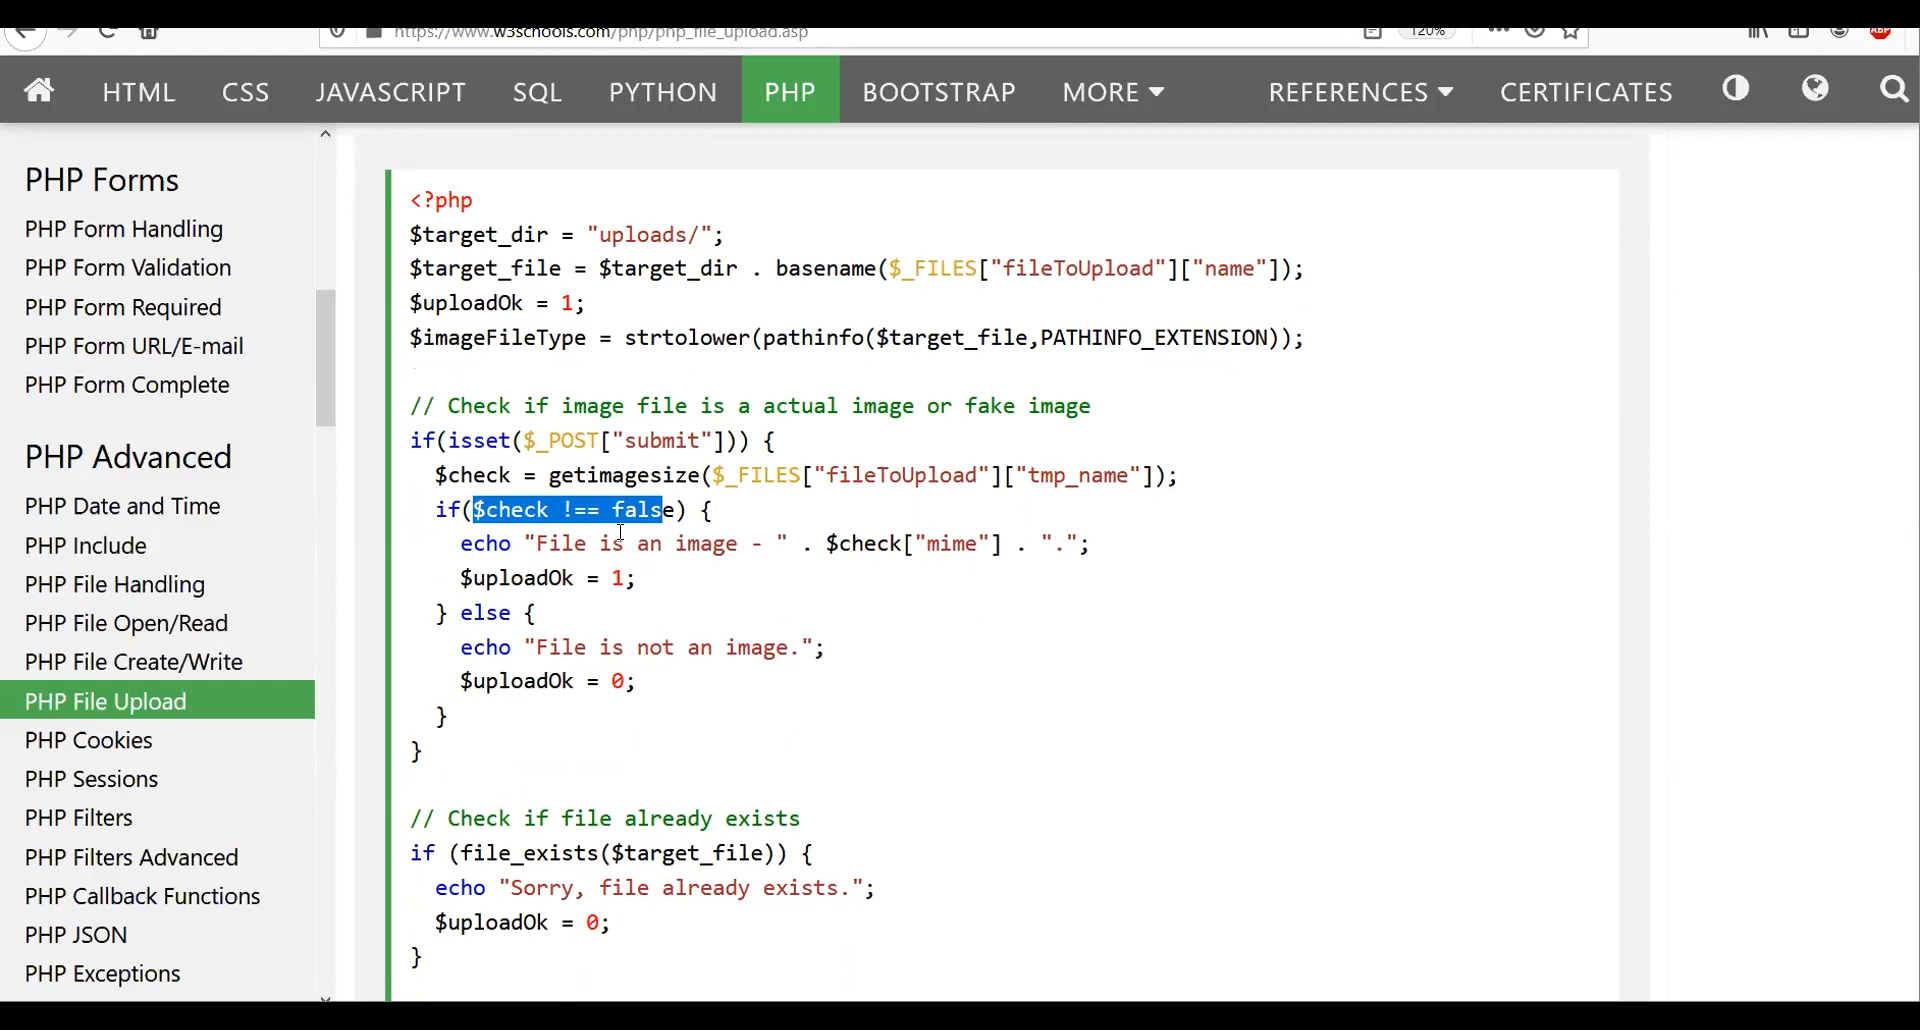 https://www.w3schools.com/php/php_file_upload.asp
120%
ABP
HTML CSS JAVASCRIPT SQL PYTHON PHP BOOTSTRAP MORE REFERENCES CERTIFICATES
PHP Forms
PHP Form Handling
PHP Form Validation
PHP Form Required
PHP Form URL/E-mail
PHP Form Complete
PHP Advanced
PHP Date and Time
PHP Include
PHP File Handling
PHP File Open/Read
PHP File Create/Write
PHP File Upload
PHP Cookies
PHP Sessions
PHP Filters
PHP Filters Advanced
PHP Callback Functions
PHP JSON
PHP Exceptions
<?php
$target_dir = "uploads/";
$target_file = $target_dir . basename($_FILES["fileToUpload"]["name"]);
$uploadOk = 1;
$imageFileType = strtolower(pathinfo($target_file,PATHINFO_EXTENSION));
// Check if image file is a actual image or fake image
if(isset($_POST["submit"])) {
$check = getimagesize($_FILES["fileToUpload"]["tmp_name"]);
if($check !== false) {
echo "File is an image - " . $check["mime"] . ".";
$uploadOk = 1;
} else {
echo "File is not an image.";
$uploadOk = 0;
}
}
// Check if file already exists
if (file_exists($target_file)) {
echo "Sorry, file already exists.";
$uploadOk = 0;
}